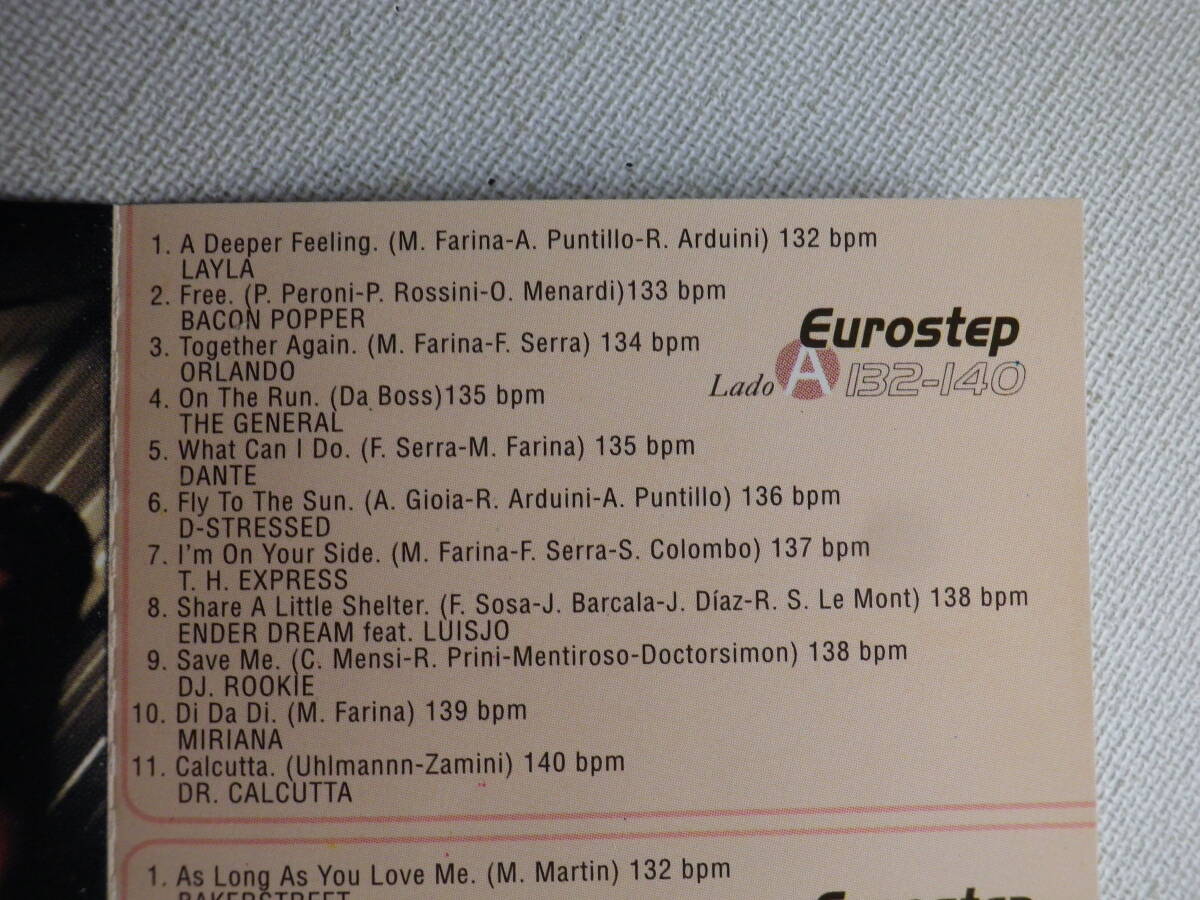 1. A Deeper Feeling. (M. Farina-A. Puntillo-R. Arduini) 132 bpm
LAYLA
2. Free. (P. Peroni-P. Rossini-O. Menardi)133 bpm
BACON POPPER
3. Together Again. (M. Farina-F. Serra) 134 bpm
ORLANDO
4. On The Run. (Da Boss)135 bpm
THE GENERAL
5. What Can I Do. (F. Serra-M. Farina) 135 bpm
DANTE
6. Fly To The Sun. (A. Gioia-R. Arduini-A. Puntillo) 136 bpm
D-STRESSED
7. I'm On Your Side. (M. Farina-F. Serra-S. Colombo) 137 bpm
T. H. EXPRESS
8. Share A Little Shelter. (F. Sosa-J. Barcala-J. Díaz-R. S. Le Mont) 138 bpm
ENDER DREAM feat. LUISJO
9. Save Me. (C. Mensi-R. Prini-Mentiroso-Doctorsimon) 138 bpm
DJ. ROOKIE
10. Di Da Di. (M. Farina) 139 bpm
MIRIANA
11. Calcutta. (Uhlmannn-Zamini) 140 bpm
DR. CALCUTTA
Eurostep
Lado A 132-140
1. As Long As You Love Me. (M. Martin) 132 bpm
BAKERSTREET
Eurostep